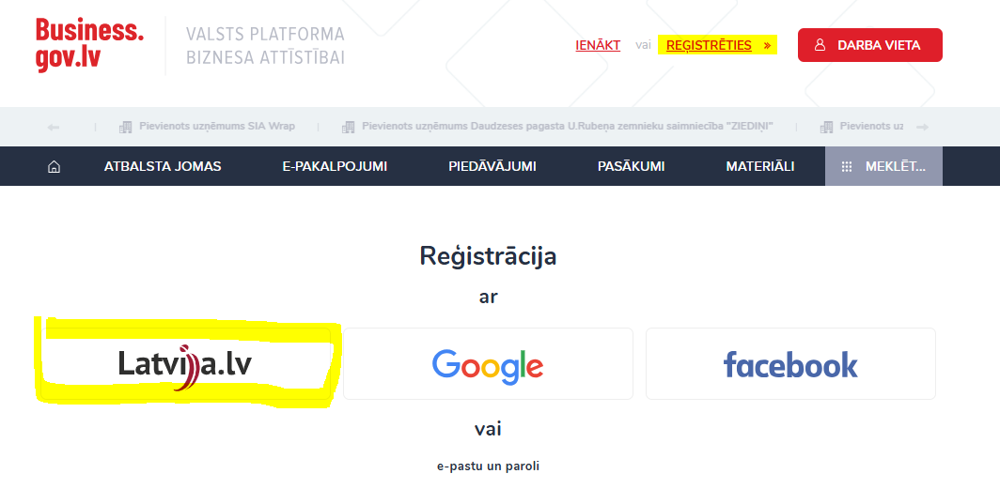 Business.
gov.lv
VALSTS PLATFORMA
BIZNESA ATTĪSTĪBAI
IENĀKT vai REĢISTRĒTIES »
DARBA VIETA
Pievienots uzņēmums SIA Wrap | Pievienots uzņēmums Daudzeses pagasta U.Rubeņa zemnieku saimniecība "ZIEDIŅI" | Pievienots uz
ATBALSTA JOMAS E-PAKALPOJUMI PIEDĀVĀJUMI PASĀKUMI MATERIĀLI MEKLĒT...
Reģistrācija
ar
Latvija.lv Google facebook
vai
e-pastu un paroli